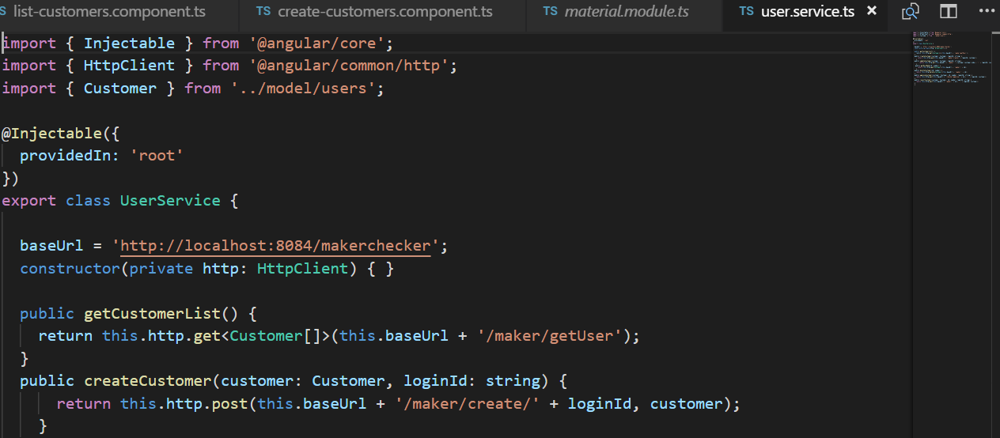 TS list-customers.component.ts TS create-customers.component.ts TS material.module.ts TS user.service.ts
import { Injectable } from '@angular/core';
import { HttpClient } from '@angular/common/http';
import { Customer } from '../model/users';
@Injectable({
providedIn: 'root'
})
export class UserService {
baseUrl = 'http://localhost:8084/makerchecker';
constructor(private http: HttpClient) { }
public getCustomerList() {
return this.http.get<Customer[]>(this.baseUrl + '/maker/getUser');
}
public createCustomer(customer: Customer, loginId: string) {
return this.http.post(this.baseUrl + '/maker/create/' + loginId, customer);
}